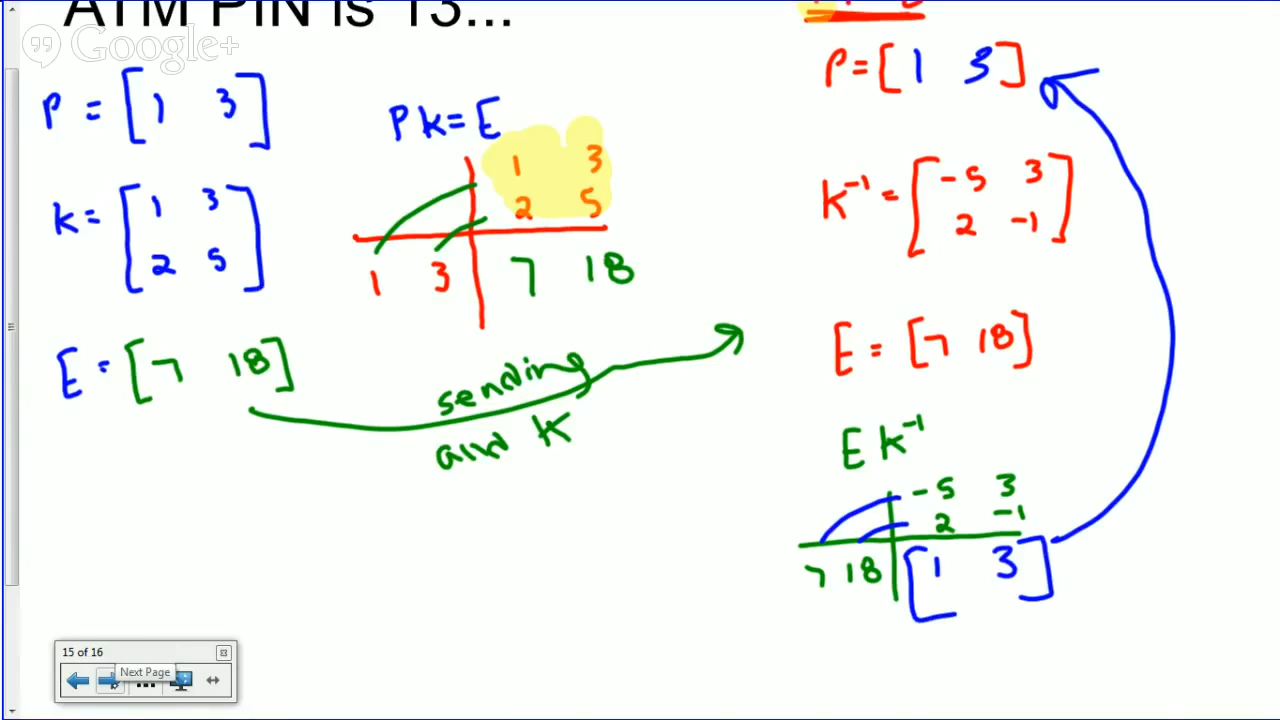 ATM PIN is 13...
Google+
P = [1 3]
K = [1 3
2 5]
E = [7 18]
PK = E
1 3
2 5
1 3 7 18
sending
and K
P = [1 3]
K⁻¹ = [-5 3
2 -1]
E = [7 18]
E K⁻¹
-5 3
2 -1
7 18 [1 3]
15 of 16
Next Page